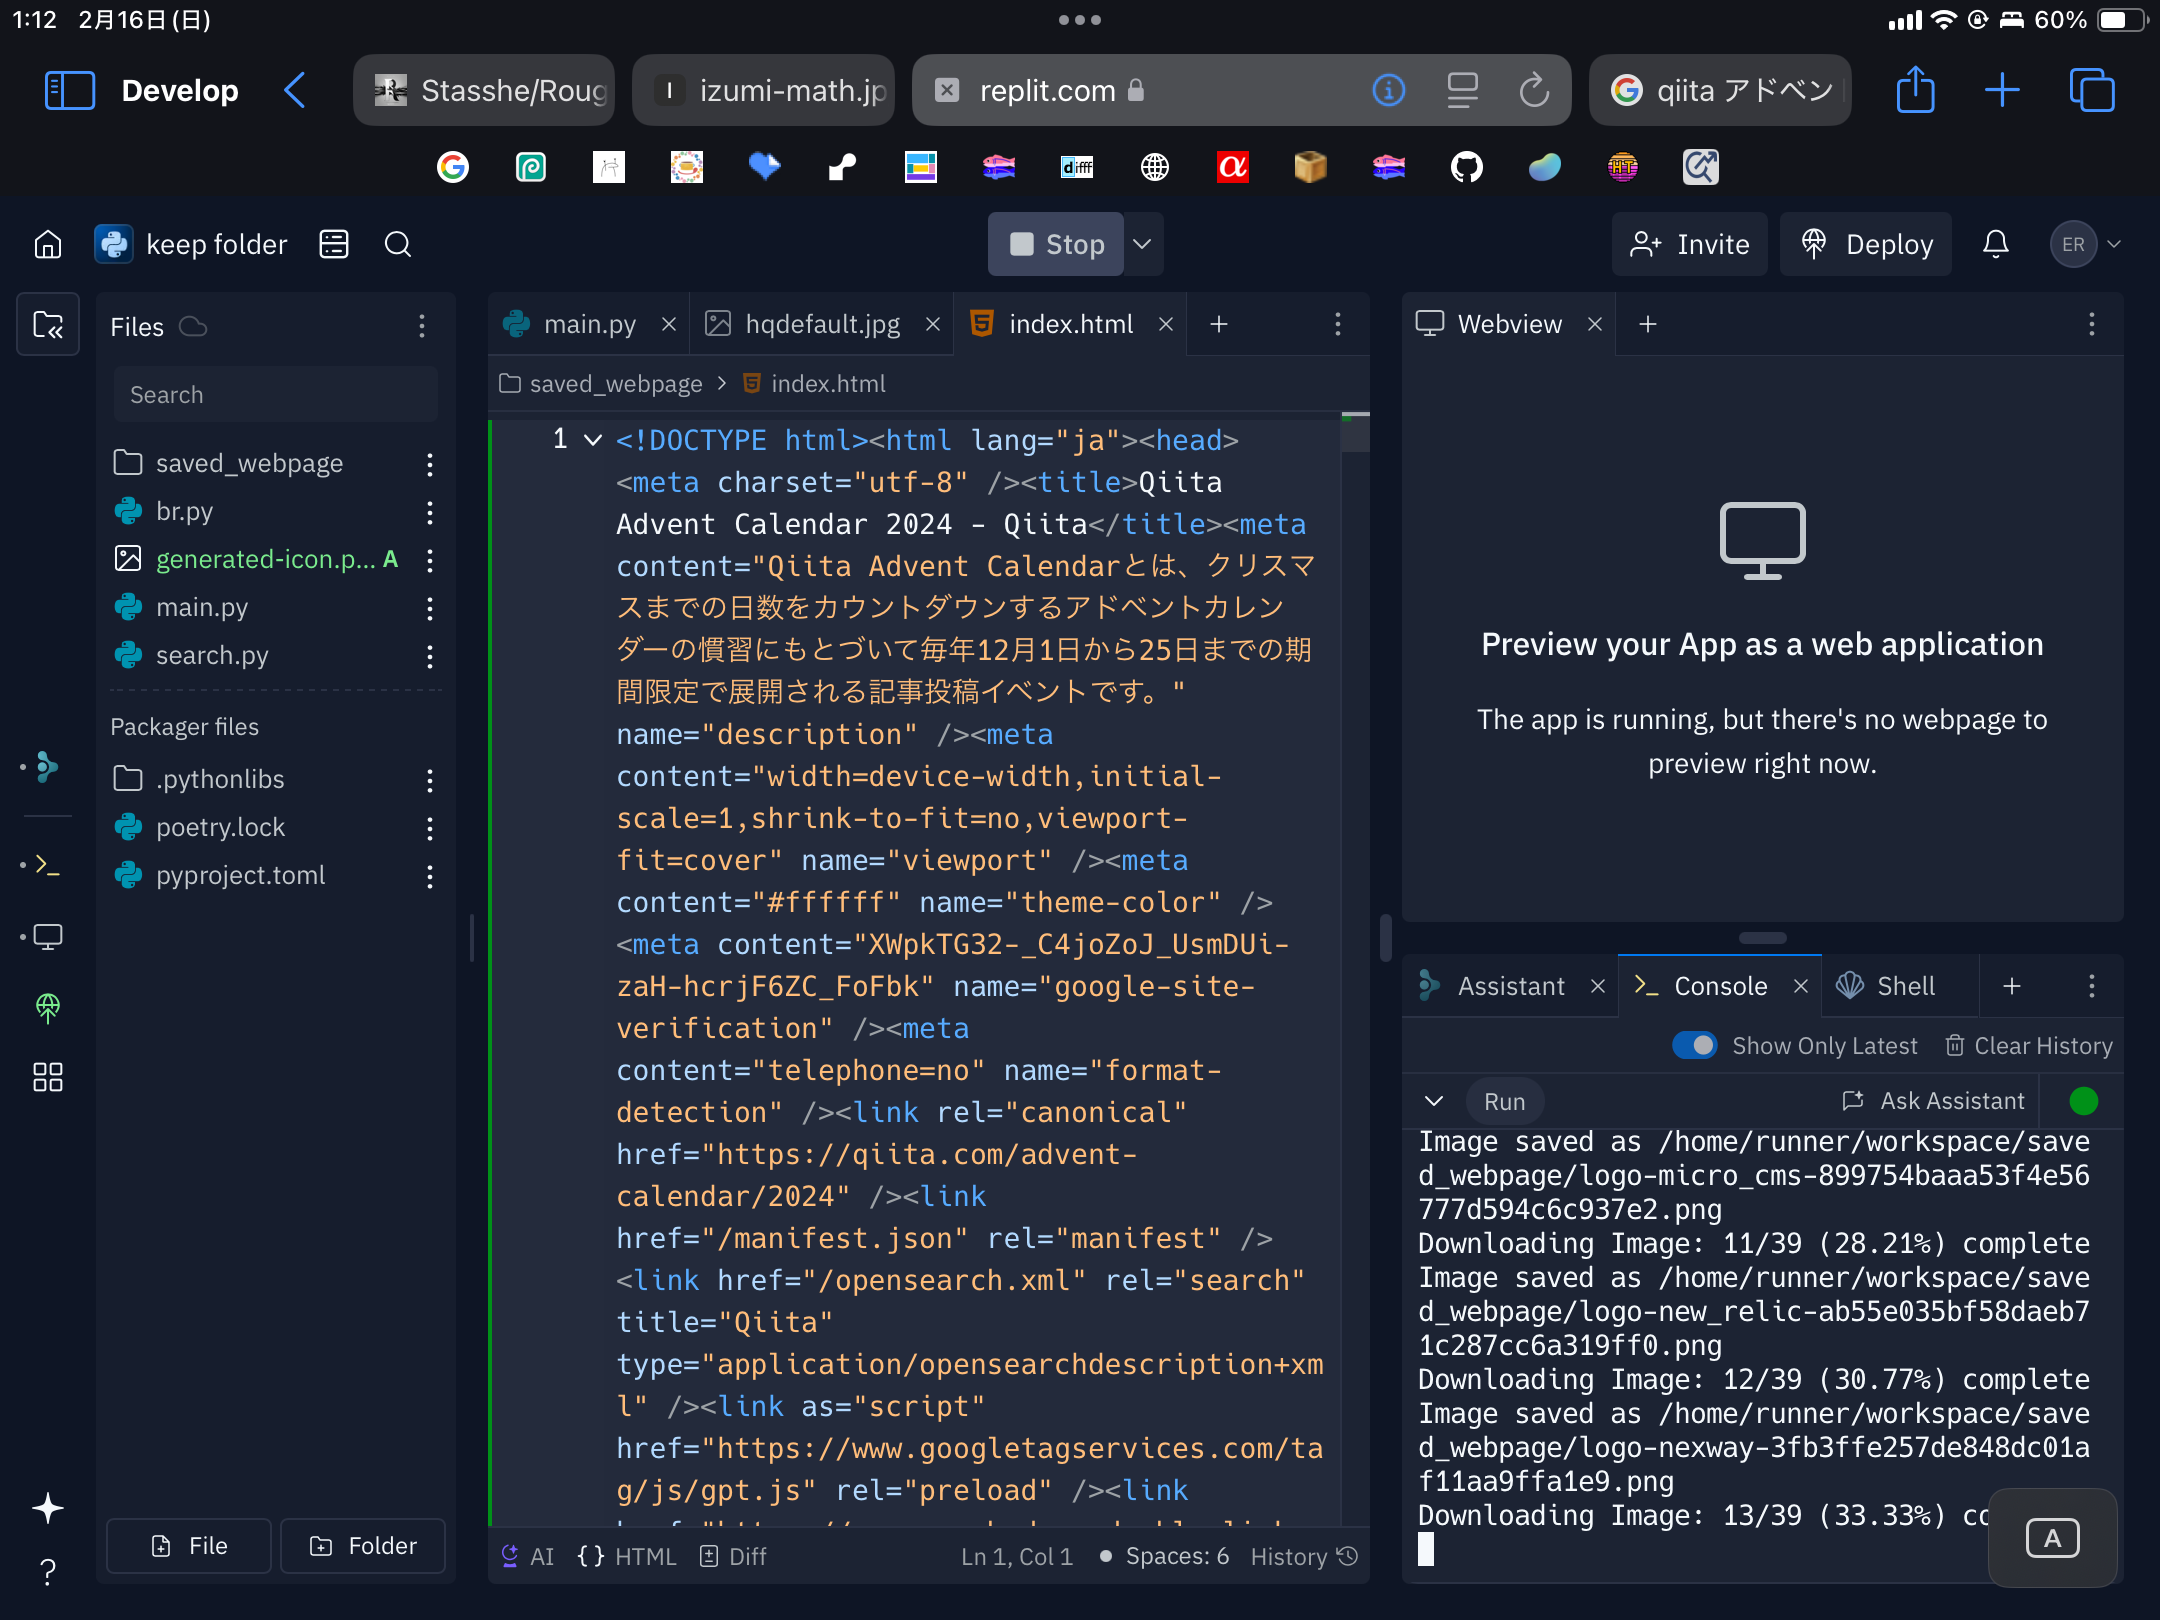 1:12 2月16日(日)
60%
Develop
Stasshe/Roug
izumi-math.jp
replit.com
qiita アドベン
difff
α
HT
keep folder
Stop
Invite
Deploy
ER
Files
Search
saved_webpage
br.py
generated-icon.p... A
main.py
search.py
Packager files
.pythonlibs
poetry.lock
pyproject.toml
File
Folder
main.py
hqdefault.jpg
index.html
saved_webpage > index.html
1 <!DOCTYPE html><html lang="ja"><head>
<meta charset="utf-8" /><title>Qiita
Advent Calendar 2024 - Qiita</title><meta
content="Qiita Advent Calendarとは、クリスマ
スまでの日数をカウントダウンするアドベントカレン
ダーの慣習にもとづいて毎年12月1日から25日までの期
間限定で展開される記事投稿イベントです。"
name="description" /><meta
content="width=device-width,initial-
scale=1,shrink-to-fit=no,viewport-
fit=cover" name="viewport" /><meta
content="#ffffff" name="theme-color" />
<meta content="XWpkTG32-_C4joZoJ_UsmDUi-
zaH-hcrjF6ZC_FoFbk" name="google-site-
verification" /><meta
content="telephone=no" name="format-
detection" /><link rel="canonical"
href="https://qiita.com/advent-
calendar/2024" /><link
href="/manifest.json" rel="manifest" />
<link href="/opensearch.xml" rel="search"
title="Qiita"
type="application/opensearchdescription+xm
l" /><link as="script"
href="https://www.googletagservices.com/ta
g/js/gpt.js" rel="preload" /><link
AI
{} HTML
Diff
Ln 1, Col 1
Spaces: 6
History
Webview
Preview your App as a web application
The app is running, but there's no webpage to
preview right now.
Assistant
Console
Shell
Show Only Latest
Clear History
Run
Ask Assistant
Image saved as /home/runner/workspace/save
d_webpage/logo-micro_cms-899754baaa53f4e56
777d594c6c937e2.png
Downloading Image: 11/39 (28.21%) complete
Image saved as /home/runner/workspace/save
d_webpage/logo-new_relic-ab55e035bf58daeb7
1c287cc6a319ff0.png
Downloading Image: 12/39 (30.77%) complete
Image saved as /home/runner/workspace/save
d_webpage/logo-nexway-3fb3ffe257de848dc01a
f11aa9ffa1e9.png
Downloading Image: 13/39 (33.33%) co
A